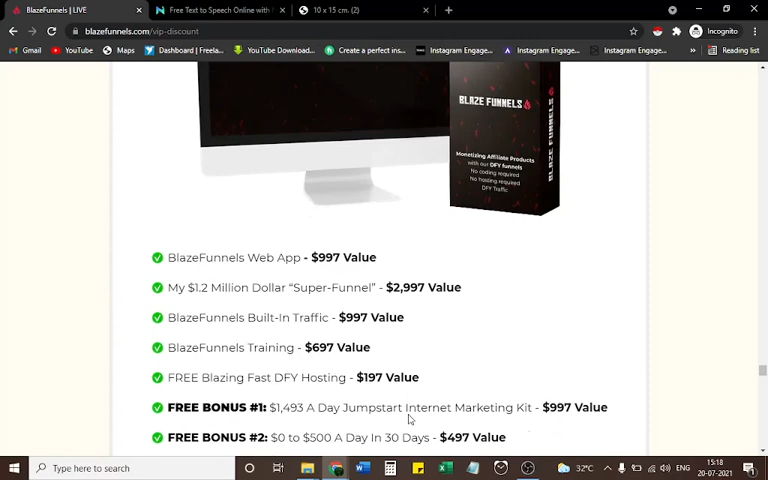 BlazeFunnels | LIVE
Free Text to Speech Online with
10 x 15 cm. (2)
Incognito
blazefunnels.com/vip-discount
Gmail
YouTube
Maps
Dashboard | Freela...
YouTube Download...
Create a perfect ins...
Instagram Engage...
Instagram Engage...
Instagram Engage...
Reading list
BLAZE FUNNELS
BLAZE FUNNELS
Monetizing Affiliate Products
with our DFY funnels
No coding required
No hosting required
DFY Traffic
BlazeFunnels Web App - $997 Value
My $1.2 Million Dollar “Super-Funnel” - $2,997 Value
BlazeFunnels Built-In Traffic - $997 Value
BlazeFunnels Training - $697 Value
FREE Blazing Fast DFY Hosting - $197 Value
FREE BONUS #1: $1,493 A Day Jumpstart Internet Marketing Kit - $997 Value
FREE BONUS #2: $0 to $500 A Day In 30 Days - $497 Value
Type here to search
32°C
ENG
15:18
20-07-2021